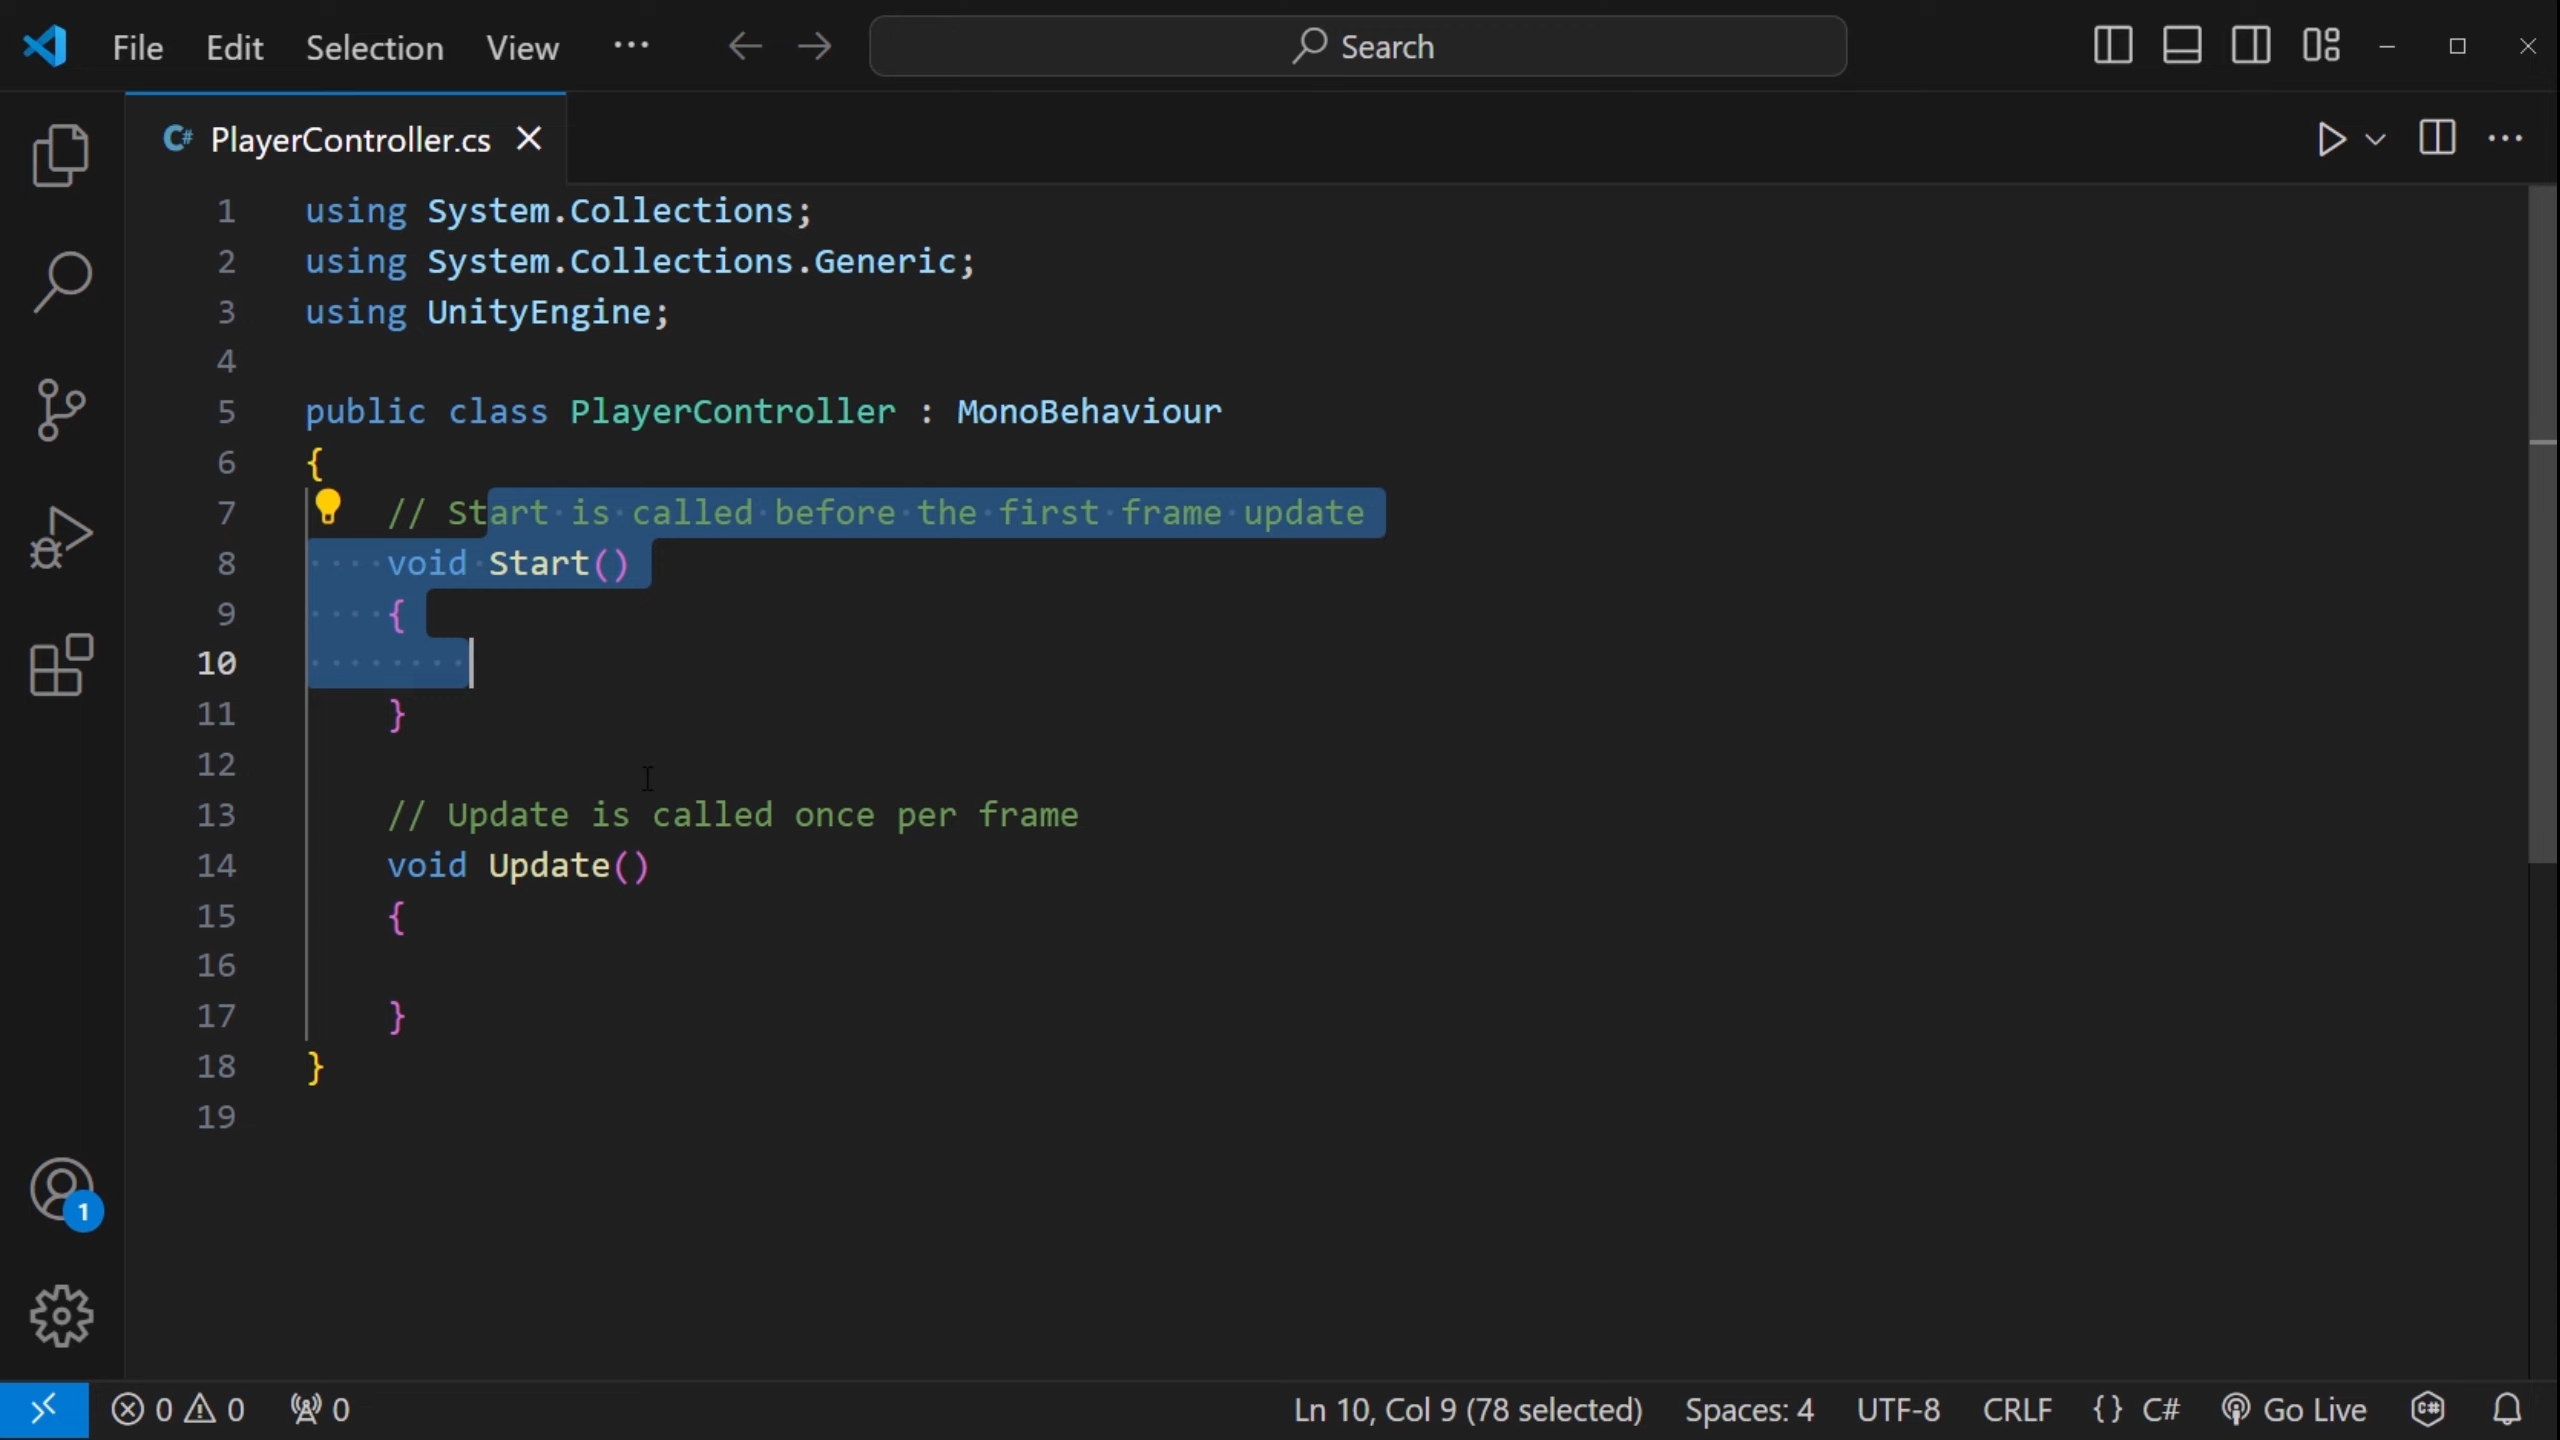 File Edit Selection View ··· Search
C# PlayerController.cs
1 using System.Collections;
2 using System.Collections.Generic;
3 using UnityEngine;
4
5 public class PlayerController : MonoBehaviour
6 {
7 // Start is called before the first frame update
8 void Start()
9 {
10
11 }
12
13 // Update is called once per frame
14 void Update()
15 {
16
17 }
18 }
19
1
0 0 0 Ln 10, Col 9 (78 selected) Spaces: 4 UTF-8 CRLF {} C# Go Live